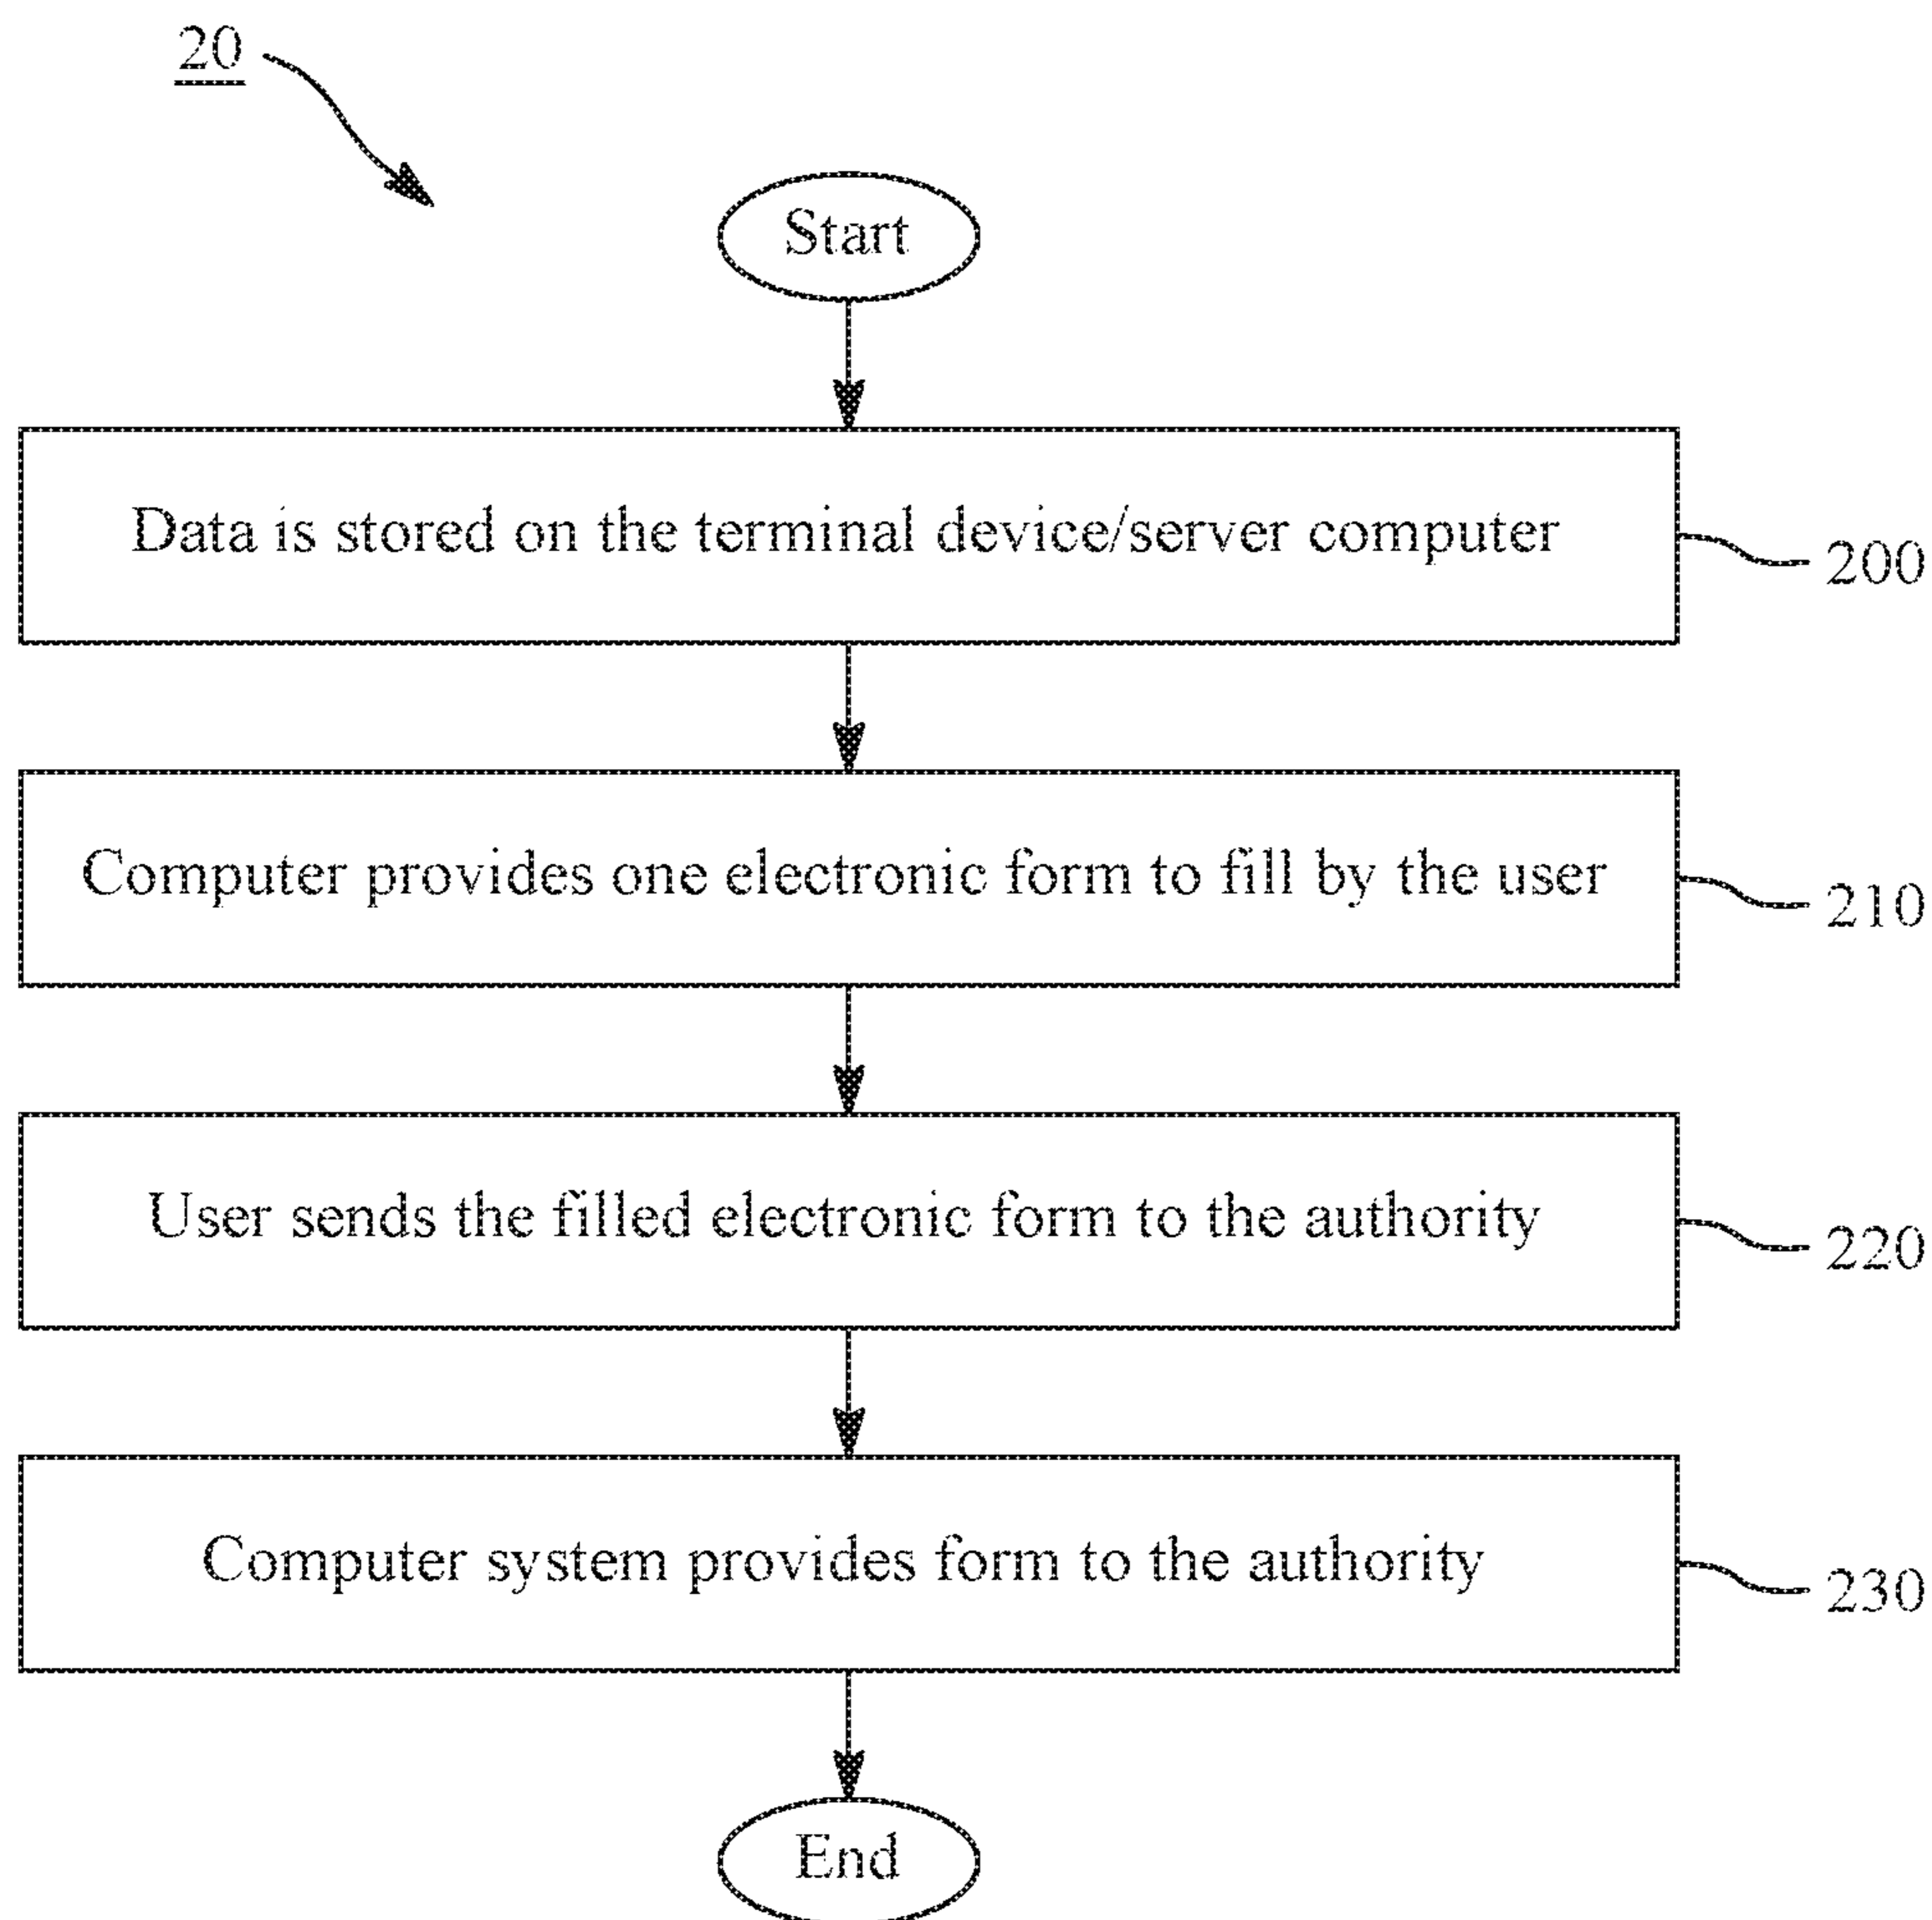 20
Start
Data is stored on the terminal device/server computer
200
Computer provides one electronic form to fill by the user
210
User sends the filled electronic form to the authority
220
Computer system provides form to the authority
230
End